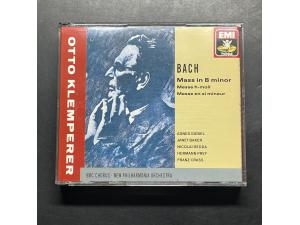 OTTO KLEMPERER
EMI
BACH
Mass in B minor
Messe h-moll
Messe en si mineur
AGNES GIEBEL
JANET BAKER
NICOLAI GEDDA
HERMANN PREY
FRANZ CRASS
BBC CHORUS · NEW PHILHARMONIA ORCHESTRA